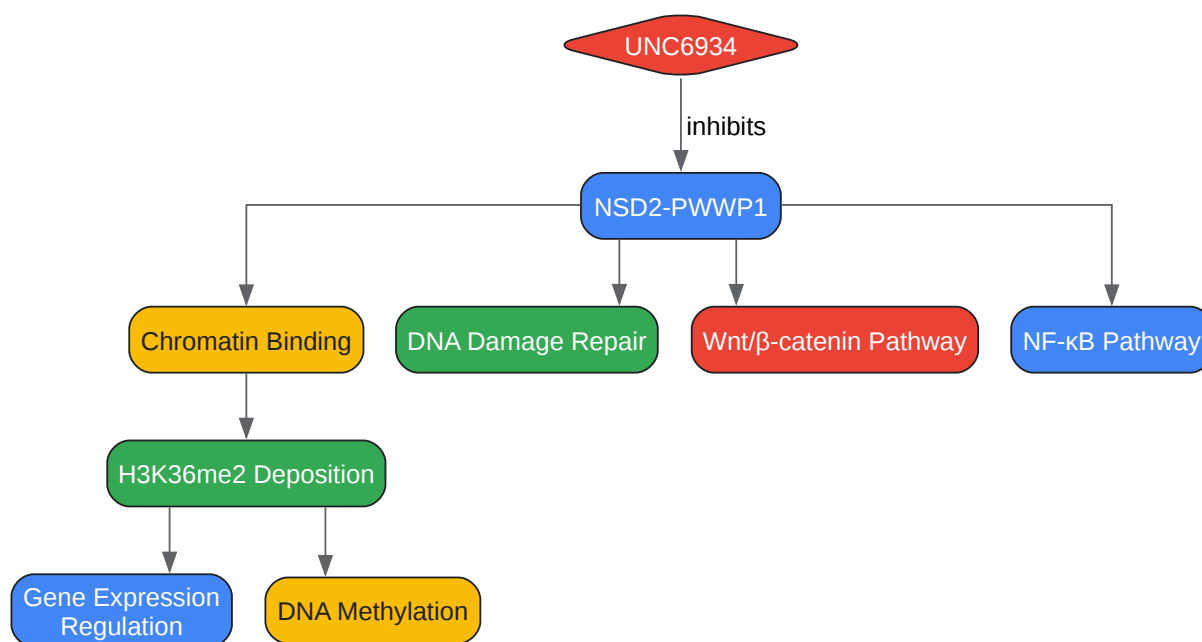 UNC6934
inhibits
NSD2-PWWP1
Chromatin Binding
DNA Damage Repair
Wnt/β-catenin Pathway
NF-κB Pathway
H3K36me2 Deposition
Gene Expression
Regulation
DNA Methylation